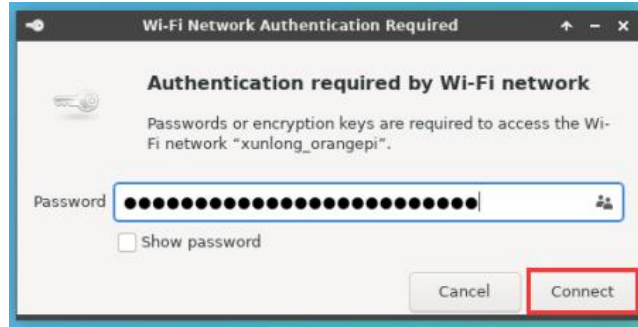 Wi-Fi Network Authentication Required
Authentication required by Wi-Fi network
Passwords or encryption keys are required to access the Wi-
Fi network “xunlong_orangepi”.
Password ●●●●●●●●●●●●●●●●●●●●●●●●●
Show password
Cancel Connect